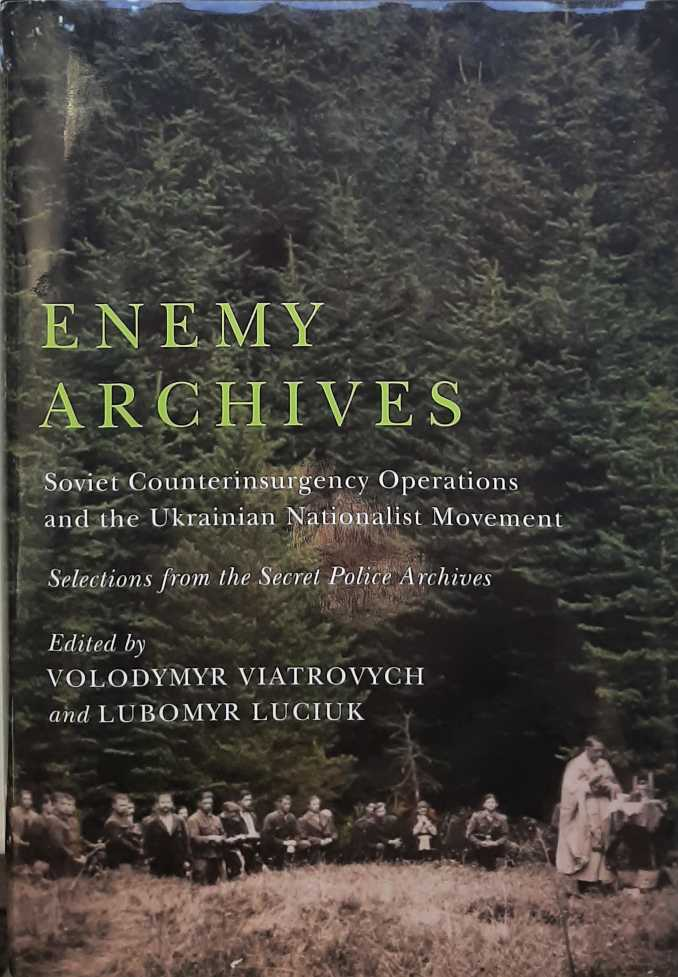 ENEMY
ARCHIVES
Soviet Counterinsurgency Operations
and the Ukrainian Nationalist Movement
Selections from the Secret Police Archives
Edited by
VOLODYMYR VIATROVYCH
and LUBOMYR LUCIUK